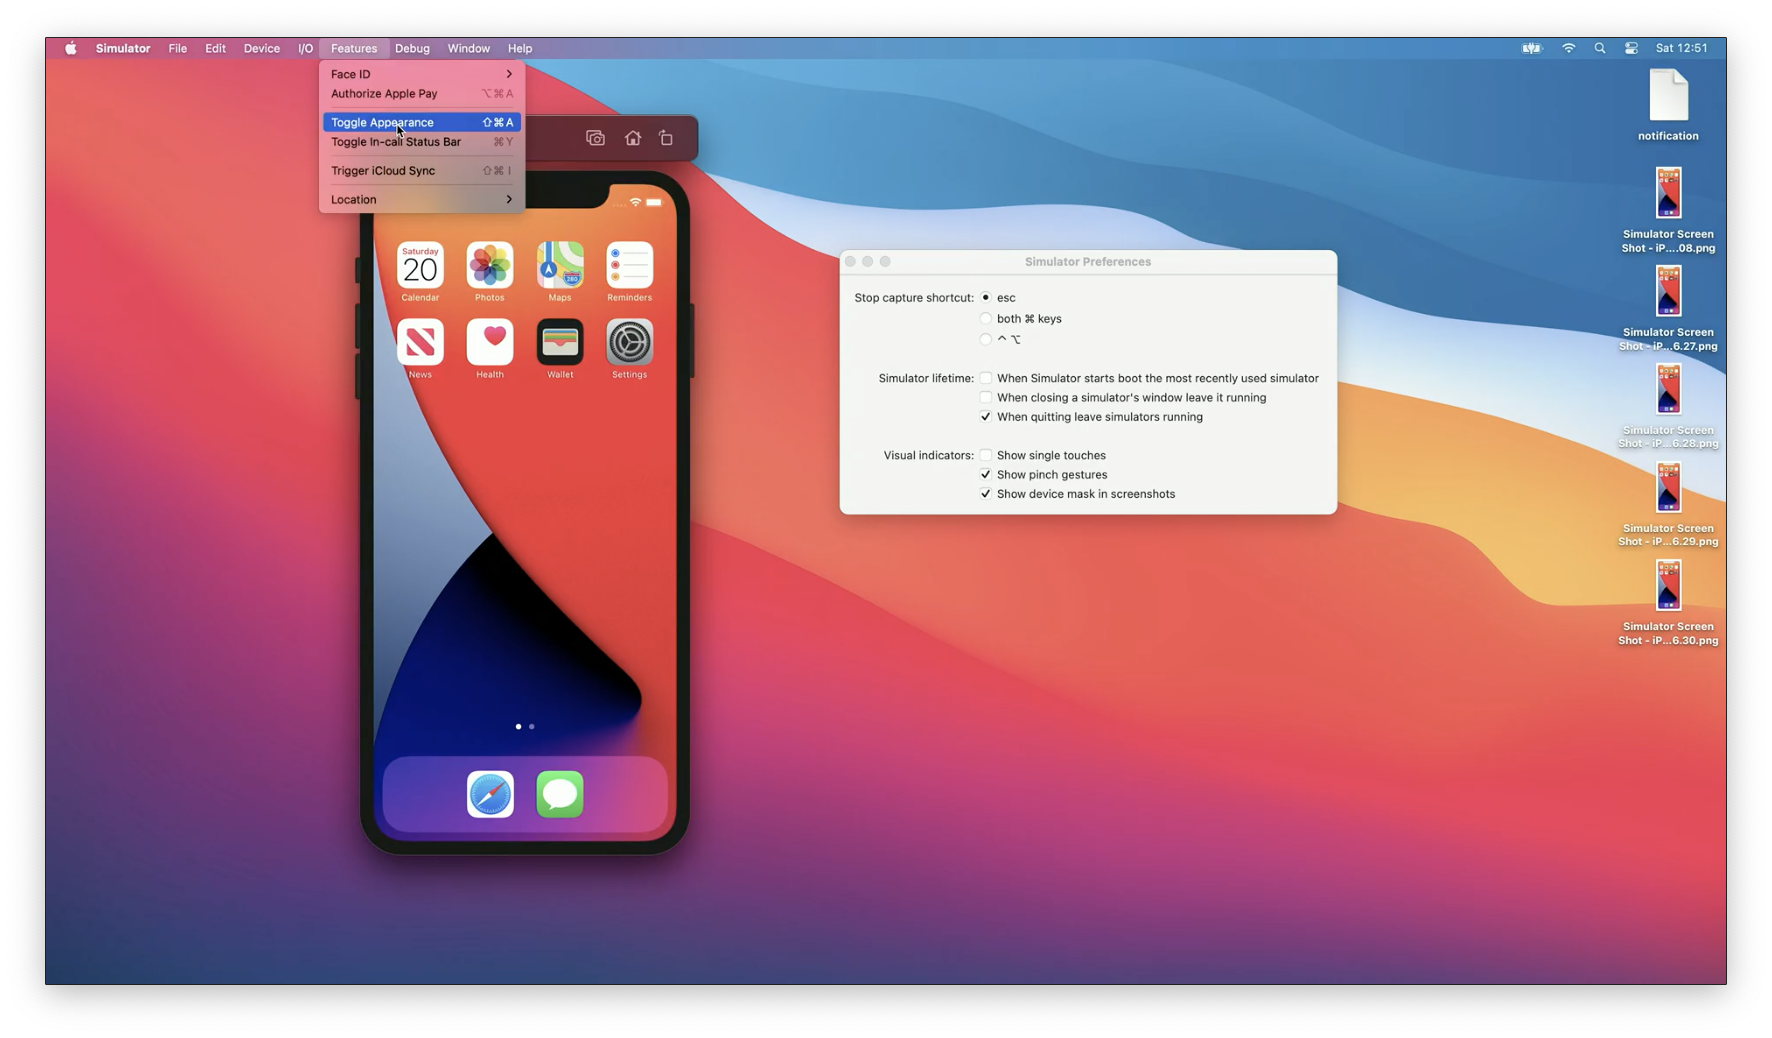 Simulator File Edit Device I/O Features Debug Window Help Sat 12:51
Face ID
Authorize Apple Pay ⌥⌘A
Toggle Appearance ⇧⌘A
Toggle In-call Status Bar ⌘Y
Trigger iCloud Sync ⇧⌘I
Location
Saturday
20
Calendar Photos Maps Reminders
280
News Health Wallet Settings
Simulator Preferences
Stop capture shortcut: esc
both ⌘ keys
^ ⌥
Simulator lifetime: When Simulator starts boot the most recently used simulator
When closing a simulator's window leave it running
When quitting leave simulators running
Visual indicators: Show single touches
Show pinch gestures
Show device mask in screenshots
notification
Simulator Screen
Shot - iP....08.png
Simulator Screen
Shot - iP...6.27.png
Simulator Screen
Shot - iP...6.28.png
Simulator Screen
Shot - iP...6.29.png
Simulator Screen
Shot - iP...6.30.png